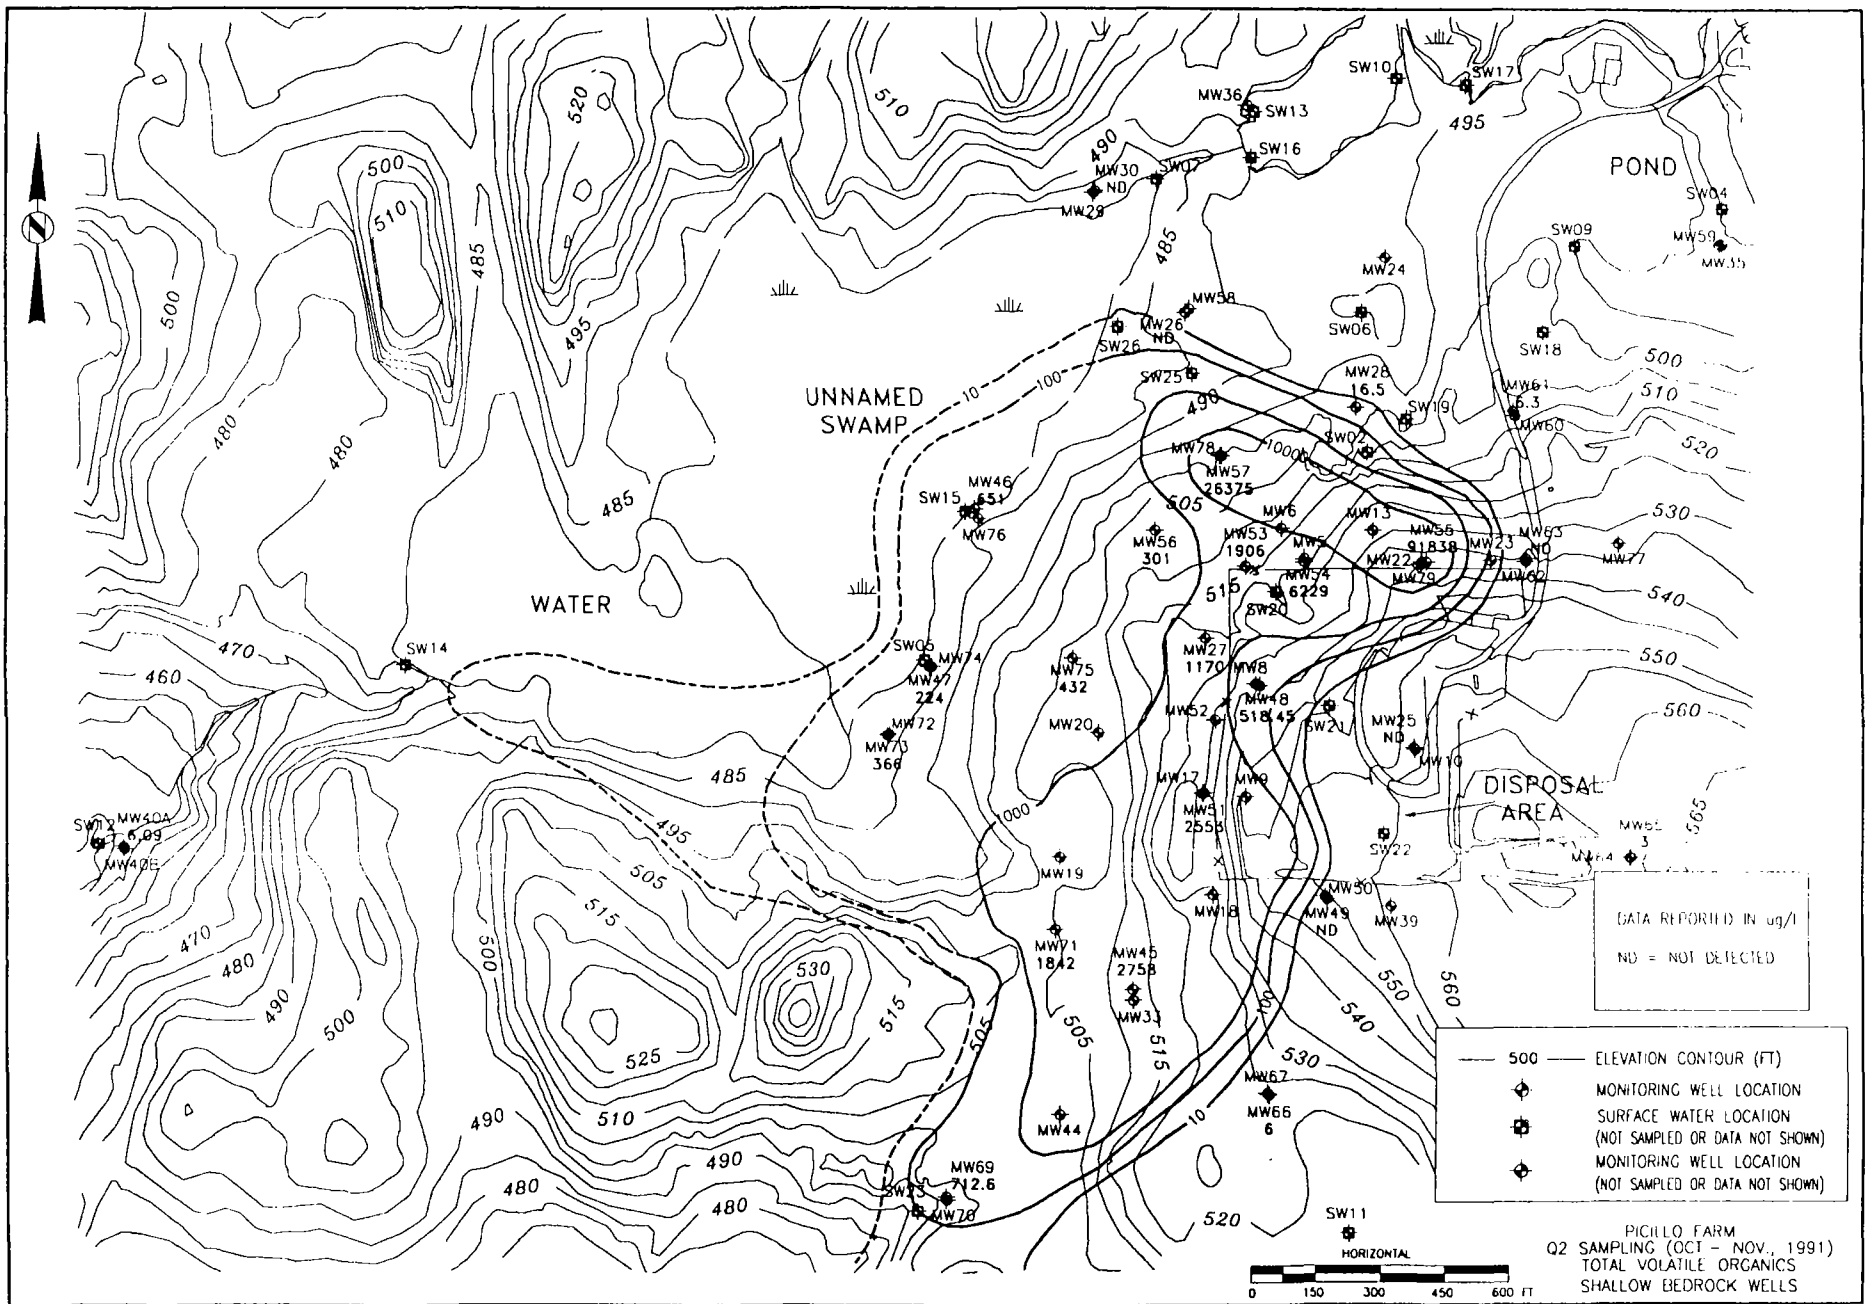 SW10
SW17
510
520
MW36
SW13
495
500
490
SW16
POND
MW30
ND
SW07
SW04
510
MW29
SW09
MW59
MW35
485
485
MW24
500
495
MW58
MW26
ND
SW06
SW26
SW18
500
UNNAMED
SWAMP
10
100
SW25
MW28
16.5
MW61
6.3
510
480
490
SW19
MW60
480
SW02
520
MW78
1000
MW57
26375
485
MW46
651
SW15
505
530
MW76
MW6
MW13
MW56
301
MW53
1906
MW5
MW55
91838
MW23
MW63
ND
MW77
MW22
MW79
MW62
MW54
6229
515
SW20
540
WATER
470
SW14
SW05
MW74
MW27
1170
550
460
MW47
224
MW75
432
MW8
MW48
518.45
MW72
MW20
MW52
SW21
MW25
ND
560
MW73
366
MW10
485
MW17
MW9
DISPOSAL
AREA
1000
MW51
2553
495
565
SW12
MW40A
6.09
3
SW22
MW64
MW19
505
MW50
515
MW18
MW49
ND
MW39
DATA REPORTED IN ug/l
ND = NOT DETECTED
470
500
MW71
1842
MW45
2758
480
530
490
MW33
550
560
500
515
100
540
505
505
515
525
530
500 ELEVATION CONTOUR (FT)
MW67
MONITORING WELL LOCATION
510
490
10
MW66
6
SURFACE WATER LOCATION
(NOT SAMPLED OR DATA NOT SHOWN)
MW44
490
MW69
712.6
MONITORING WELL LOCATION
(NOT SAMPLED OR DATA NOT SHOWN)
480
SW23
MW70
480
520
SW11
PICILLO FARM
Q2 SAMPLING (OCT - NOV., 1991)
TOTAL VOLATILE ORGANICS
SHALLOW BEDROCK WELLS
HORIZONTAL
0 150 300 450 600 FT